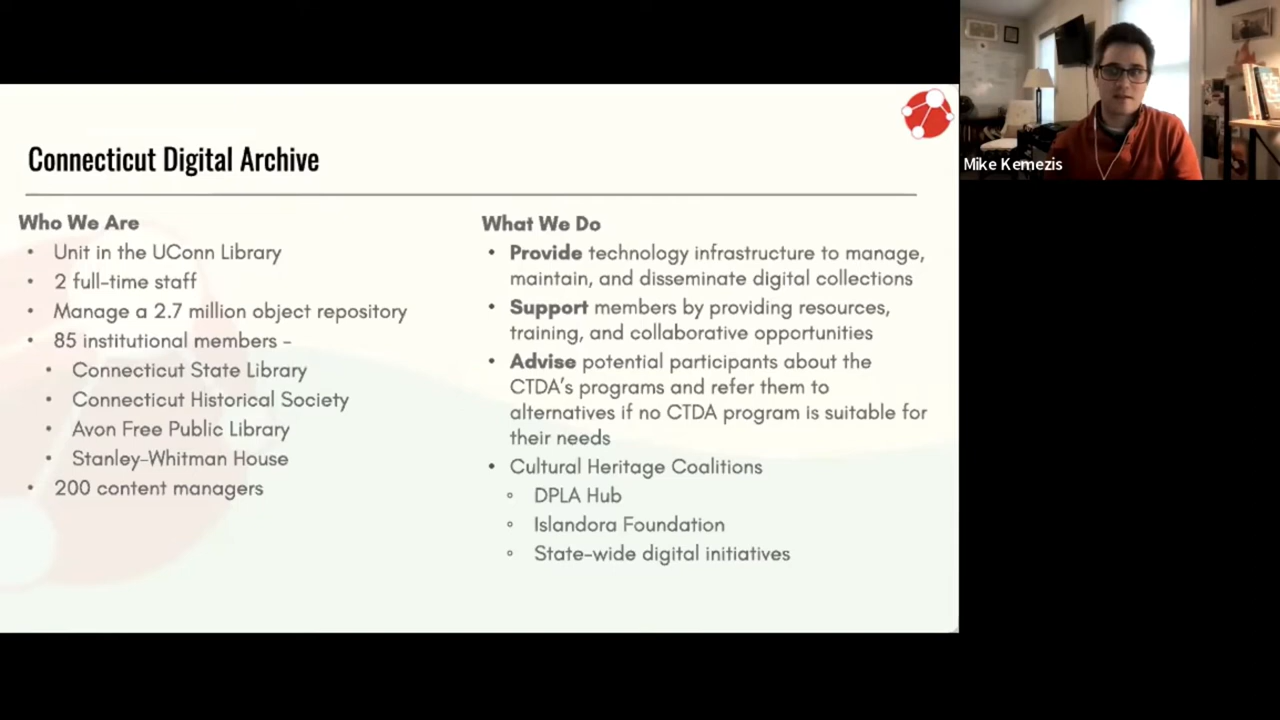 Connecticut Digital Archive
Who We Are
• Unit in the UConn Library
• 2 full-time staff
• Manage a 2.7 million object repository
• 85 institutional members -
• Connecticut State Library
• Connecticut Historical Society
• Avon Free Public Library
• Stanley-Whitman House
• 200 content managers
What We Do
• Provide technology infrastructure to manage,
maintain, and disseminate digital collections
• Support members by providing resources,
training, and collaborative opportunities
• Advise potential participants about the
CTDA's programs and refer them to
alternatives if no CTDA program is suitable for
their needs
• Cultural Heritage Coalitions
◦ DPLA Hub
◦ Islandora Foundation
◦ State-wide digital initiatives
Mike Kemezis